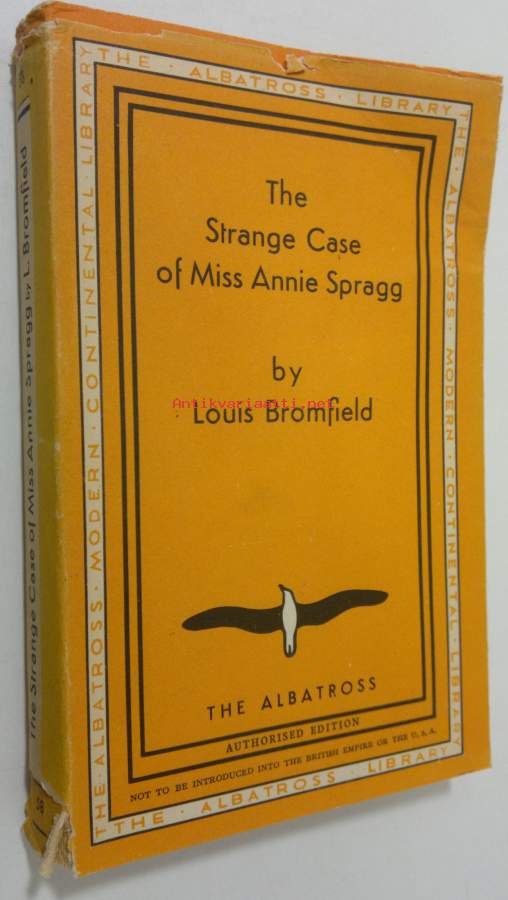 THE · ALBATROSS · LIBRARY
THE · ALBATROSS · MODERN · CONTINENTAL · LIBRARY
THE · ALBATROSS · MODERN · CONTINENTAL · LIBRARY
The
Strange Case
of Miss Annie Spragg
by
Antikvariaatti.net
Louis Bromfield
THE ALBATROSS
AUTHORISED EDITION
NOT TO BE INTRODUCED INTO THE BRITISH EMPIRE OR THE U. S. A.
THE · ALBATROSS · LIBRARY
The Strange Case of Miss Annie Spragg by L. Bromfield
58